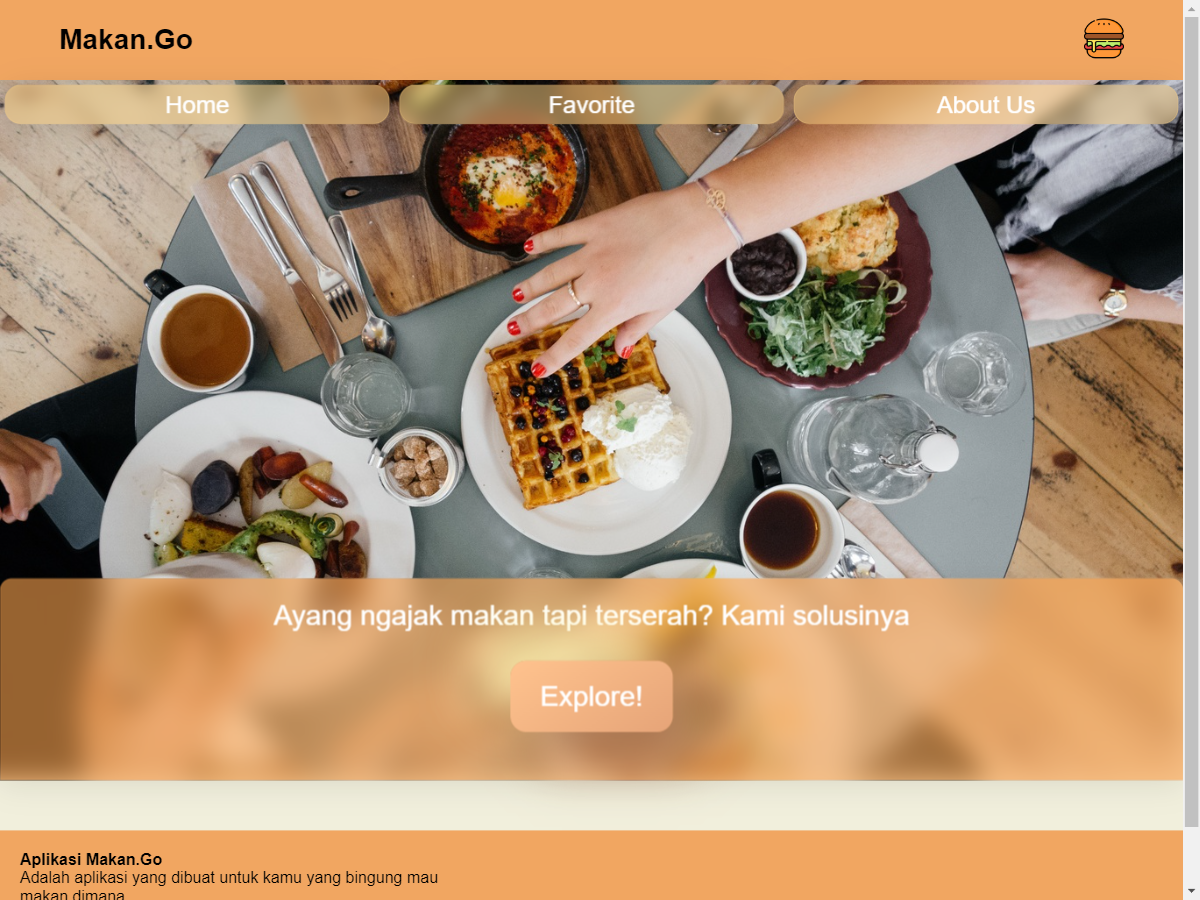 Makan.Go
Home
Favorite
About Us
Ayang ngajak makan tapi terserah? Kami solusinya
Explore!
Aplikasi Makan.Go
Adalah aplikasi yang dibuat untuk kamu yang bingung mau
makan dimana